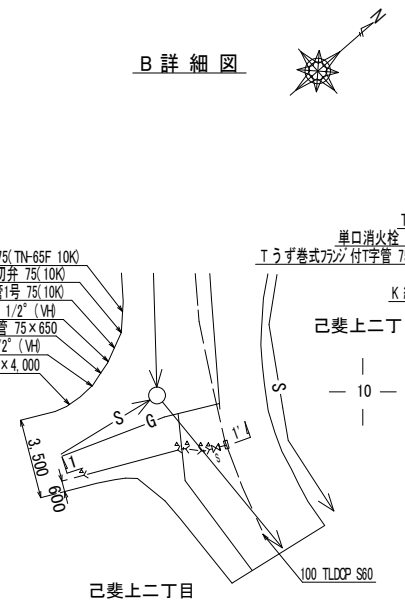 B 詳 細 図
N
75(TN-65F 10K)
切弁 75(10K)
管1号 75(10K)
1/2°(VH)
管 75×650
/2°(VH)
×4,000
単口消火栓
T うず巻式フランジ付T字管 7
K
己斐上二丁
10
S
S
G
1
1'
S
3,500
600
100 TLDCP S60
己斐上二丁目